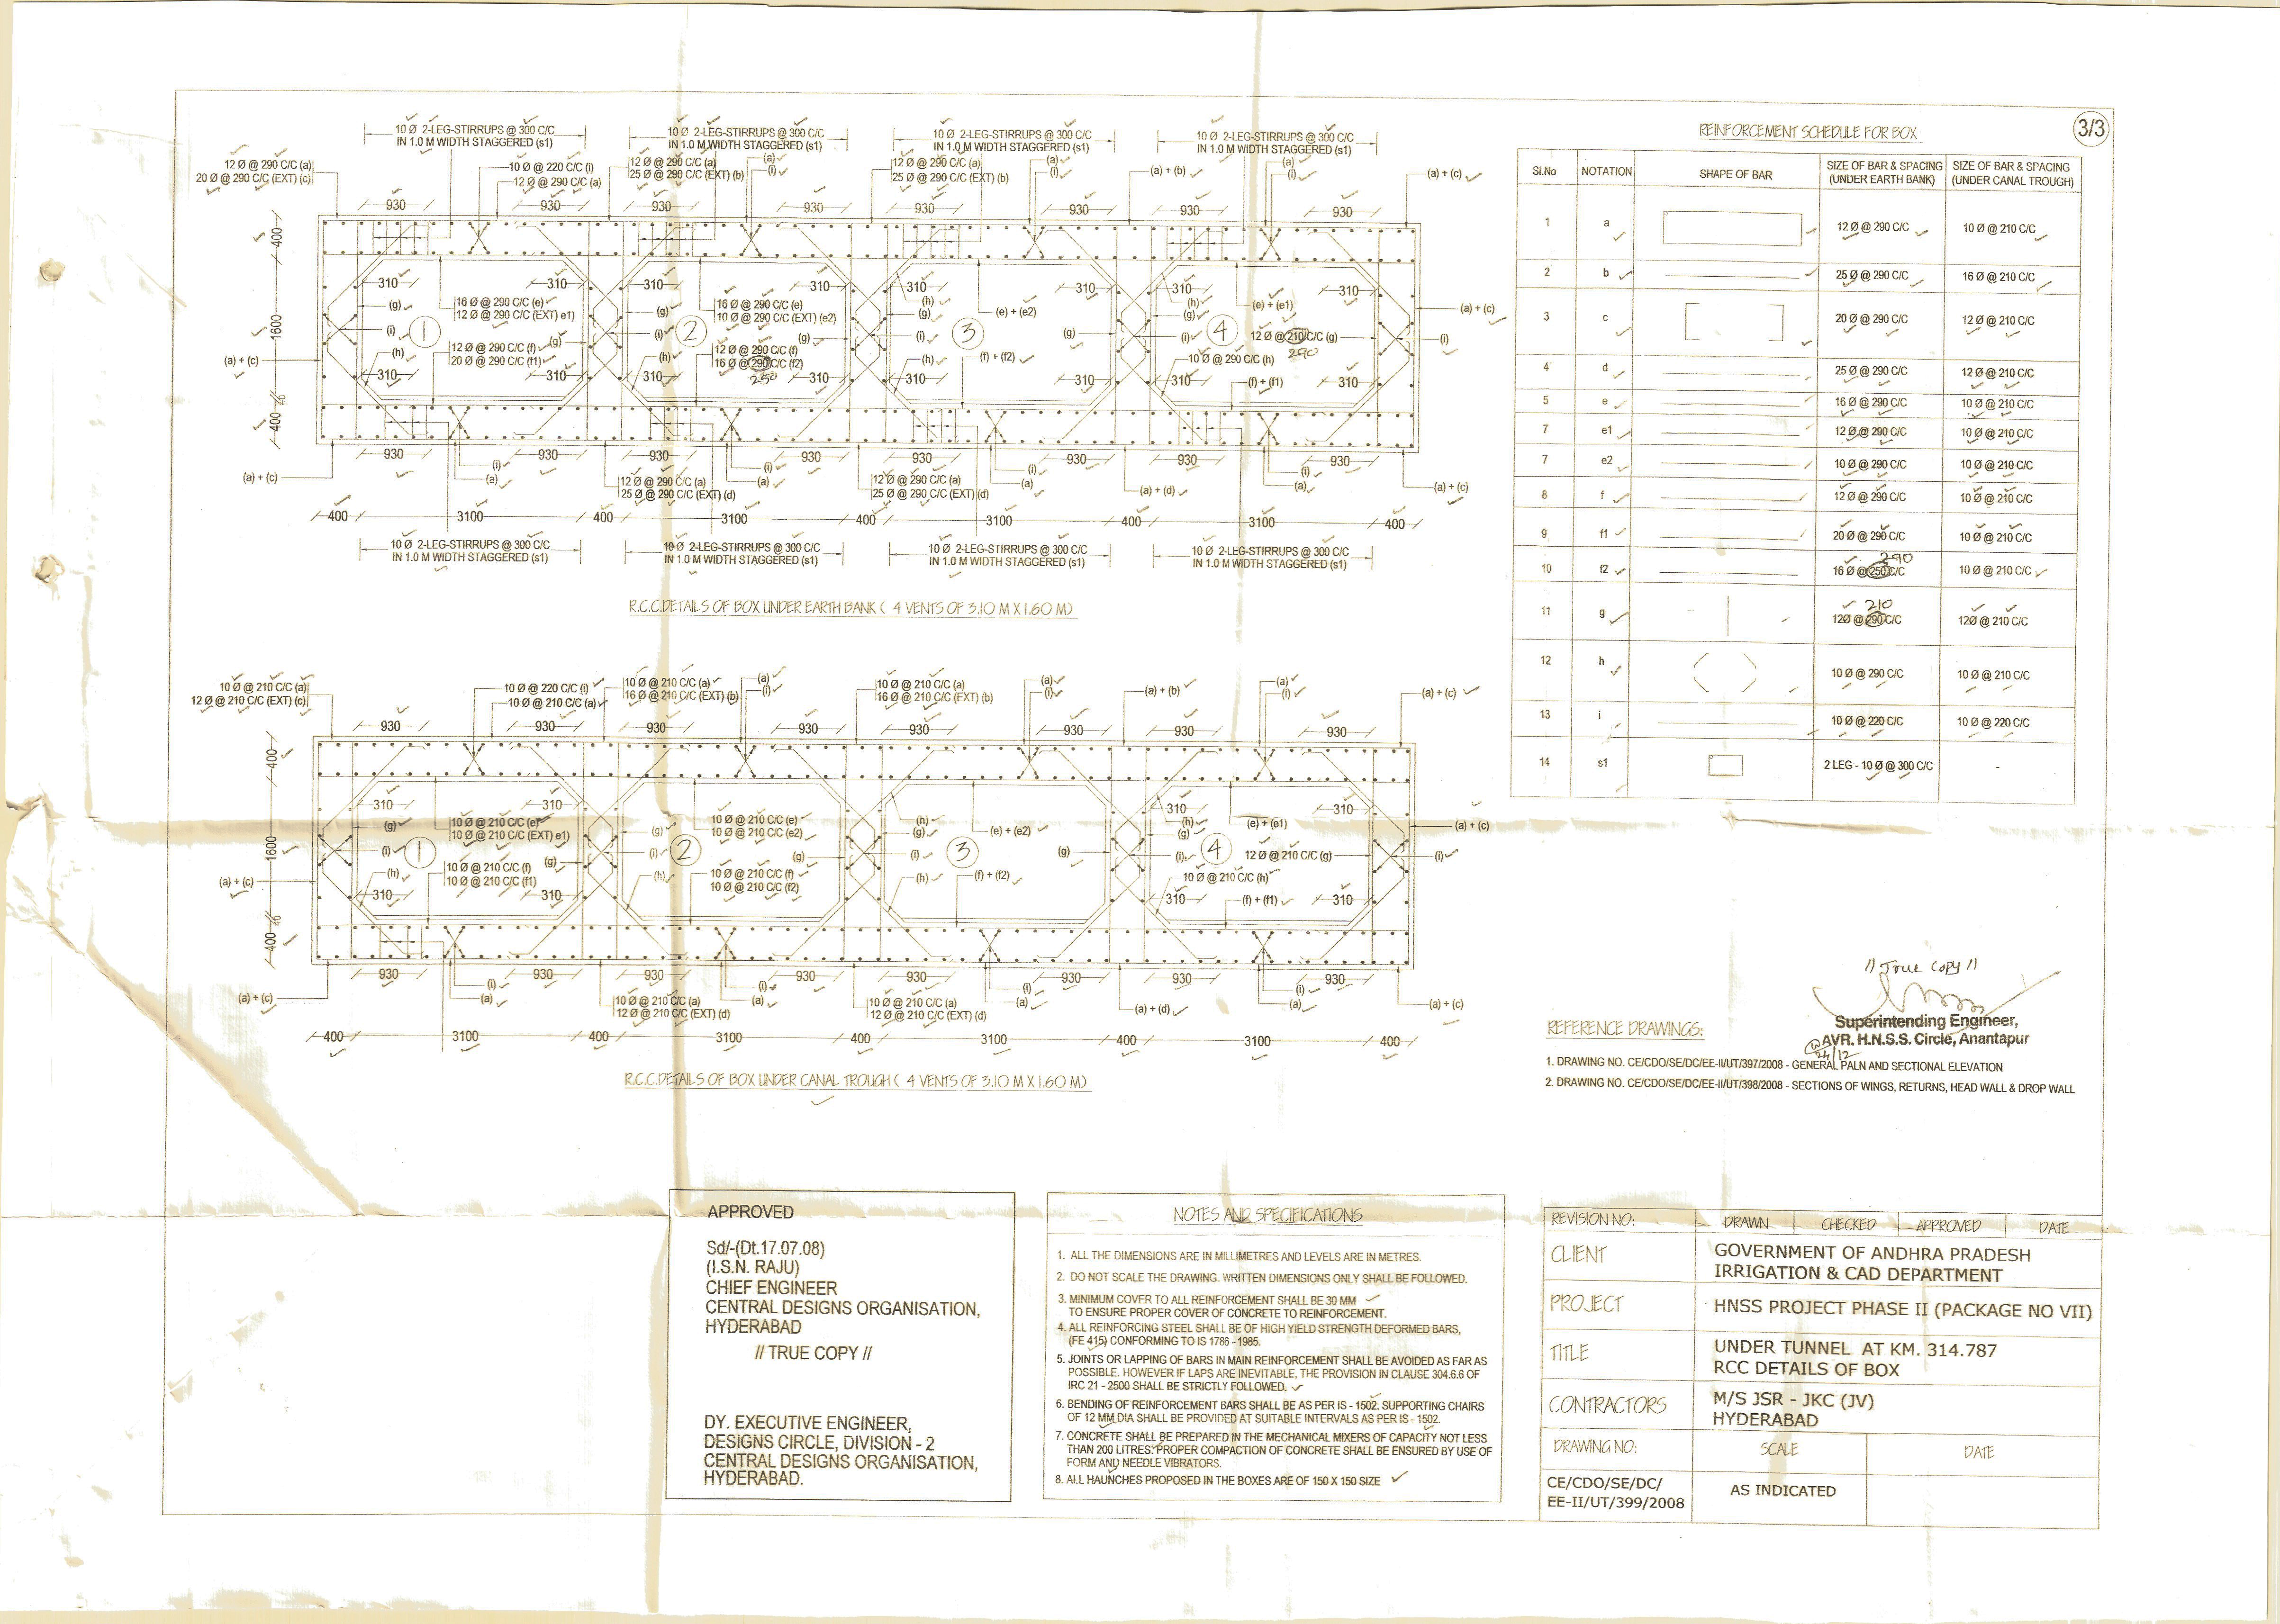 3/3
10 Ø 2-LEG-STIRRUPS @ 300 C/C
IN 1.0 M WIDTH STAGGERED (s1)
10 Ø 2-LEG-STIRRUPS @ 300 C/C
IN 1.0 M WIDTH STAGGERED (s1)
10 Ø 2-LEG-STIRRUPS @ 300 C/C
IN 1.0 M WIDTH STAGGERED (s1)
10 Ø 2-LEG-STIRRUPS @ 300 C/C
IN 1.0 M WIDTH STAGGERED (s1)
12 Ø @ 290 C/C (a)
20 Ø @ 290 C/C (EXT) (c)
10 Ø @ 220 C/C (i)
12 Ø @ 290 C/C (a)
12 Ø @ 290 C/C (a)
25 Ø @ 290 C/C (EXT) (b)
(a)
(i)
12 Ø @ 290 C/C (a)
25 Ø @ 290 C/C (EXT) (b)
(a)
(i)
(a) + (b)
(a)
(i)
(a) + (c)
930 930 930 930 930 930 930 930
400
310 310 310 310 310 310 310 310
(g)
16 Ø @ 290 C/C (e)
12 Ø @ 290 C/C (EXT) e1)
(g)
16 Ø @ 290 C/C (e)
10 Ø @ 290 C/C (EXT) (e2)
(h)
(g)
(e) + (e2)
(h)
(g)
(e) + (e1)
(a) + (c)
1600
(i) 1 (i) 2 (i) 3 (i) 4
(g) (g) (g)
12 Ø @ 210 C/C (g)
290
(i)
(a) + (c)
(h)
12 Ø @ 290 C/C (f)
20 Ø @ 290 C/C (f1)
(h)
12 Ø @ 290 C/C (f)
16 Ø @ 290 C/C (f2)
250
(h)
(f) + (f2)
10 Ø @ 290 C/C (h)
(f) + (f1)
310 310 310 310 310 310 310 310
400 46
930 930 930 930 930 930 930 930
(a) + (c)
(i)
(a)
12 Ø @ 290 C/C (a)
25 Ø @ 290 C/C (EXT) (d)
(i)
(a)
12 Ø @ 290 C/C (a)
25 Ø @ 290 C/C (EXT) (d)
(i)
(a)
(a) + (d)
(i)
(a)
(a) + (c)
400 3100 400 3100 400 3100 400 3100 400
10 Ø 2-LEG-STIRRUPS @ 300 C/C
IN 1.0 M WIDTH STAGGERED (s1)
10 Ø 2-LEG-STIRRUPS @ 300 C/C
IN 1.0 M WIDTH STAGGERED (s1)
10 Ø 2-LEG-STIRRUPS @ 300 C/C
IN 1.0 M WIDTH STAGGERED (s1)
10 Ø 2-LEG-STIRRUPS @ 300 C/C
IN 1.0 M WIDTH STAGGERED (s1)
R.C.C.DETAILS OF BOX UNDER EARTH BANK ( 4 VENTS OF 3.10 M X 1.60 M)
10 Ø @ 210 C/C (a)
12 Ø @ 210 C/C (EXT) (c)
10 Ø @ 220 C/C (i)
10 Ø @ 210 C/C (a)
10 Ø @ 210 C/C (a)
16 Ø @ 210 C/C (EXT) (b)
(a)
(i)
10 Ø @ 210 C/C (a)
16 Ø @ 210 C/C (EXT) (b)
(a)
(i)
(a) + (b)
(a)
(i)
(a) + (c)
930 930 930 930 930 930 930 930
400
310 310 310 310
(g)
10 Ø @ 210 C/C (e)
10 Ø @ 210 C/C (EXT) e1)
(g)
10 Ø @ 210 C/C (e)
10 Ø @ 210 C/C (e2)
(h)
(g)
(e) + (e2)
(h)
(g)
(e) + (e1)
(a) + (c)
1600
(i) 1 (i) 2 (i) 3 (i) 4
(g) (g) (g)
12 Ø @ 210 C/C (g)
(i)
(a) + (c)
(h)
10 Ø @ 210 C/C (f)
10 Ø @ 210 C/C (f1)
(h)
10 Ø @ 210 C/C (f)
10 Ø @ 210 C/C (f2)
(h)
(f) + (f2)
10 Ø @ 210 C/C (h)
(f) + (f1)
310 310 310 310
400 46
930 930 930 930 930 930 930 930
(a) + (c)
(i)
(a)
10 Ø @ 210 C/C (a)
12 Ø @ 210 C/C (EXT) (d)
(i)
(a)
10 Ø @ 210 C/C (a)
12 Ø @ 210 C/C (EXT) (d)
(i)
(a)
(a) + (d)
(i)
(a)
(a) + (c)
400 3100 400 3100 400 3100 400 3100 400
R.C.C.DETAILS OF BOX UNDER CANAL TROUGH ( 4 VENTS OF 3.10 M X 1.60 M)
REINFORCEMENT SCHEDULE FOR BOX
Sl.No NOTATION SHAPE OF BAR SIZE OF BAR & SPACING (UNDER EARTH BANK) SIZE OF BAR & SPACING (UNDER CANAL TROUGH)
1 a 12 Ø @ 290 C/C 10 Ø @ 210 C/C
2 b 25 Ø @ 290 C/C 16 Ø @ 210 C/C
3 c 20 Ø @ 290 C/C 12 Ø @ 210 C/C
4 d 25 Ø @ 290 C/C 12 Ø @ 210 C/C
5 e 16 Ø @ 290 C/C 10 Ø @ 210 C/C
7 e1 12 Ø @ 290 C/C 10 Ø @ 210 C/C
7 e2 10 Ø @ 290 C/C 10 Ø @ 210 C/C
8 f 12 Ø @ 290 C/C 10 Ø @ 210 C/C
9 f1 20 Ø @ 290 C/C 10 Ø @ 210 C/C
290
10 f2 16 Ø @ 250 C/C 10 Ø @ 210 C/C
210
11 g 12Ø @ 290 C/C 12Ø @ 210 C/C
12 h 10 Ø @ 290 C/C 10 Ø @ 210 C/C
13 i 10 Ø @ 220 C/C 10 Ø @ 220 C/C
14 s1 2 LEG - 10 Ø @ 300 C/C -
// True Copy //
Superintending Engineer,
AVR. H.N.S.S. Circle, Anantapur
24/12
REFERENCE DRAWINGS:
1. DRAWING NO. CE/CDO/SE/DC/EE-II/UT/397/2008 - GENERAL PALN AND SECTIONAL ELEVATION
2. DRAWING NO. CE/CDO/SE/DC/EE-II/UT/398/2008 - SECTIONS OF WINGS, RETURNS, HEAD WALL & DROP WALL
APPROVED
Sd/-(Dt.17.07.08)
(I.S.N. RAJU)
CHIEF ENGINEER
CENTRAL DESIGNS ORGANISATION,
HYDERABAD
// TRUE COPY //
DY. EXECUTIVE ENGINEER,
DESIGNS CIRCLE, DIVISION - 2
CENTRAL DESIGNS ORGANISATION,
HYDERABAD.
NOTES AND SPECIFICATIONS
1. ALL THE DIMENSIONS ARE IN MILLIMETRES AND LEVELS ARE IN METRES.
2. DO NOT SCALE THE DRAWING. WRITTEN DIMENSIONS ONLY SHALL BE FOLLOWED.
3. MINIMUM COVER TO ALL REINFORCEMENT SHALL BE 30 MM
TO ENSURE PROPER COVER OF CONCRETE TO REINFORCEMENT.
4. ALL REINFORCING STEEL SHALL BE OF HIGH YIELD STRENGTH DEFORMED BARS,
(FE 415) CONFORMING TO IS 1786 - 1985.
5. JOINTS OR LAPPING OF BARS IN MAIN REINFORCEMENT SHALL BE AVOIDED AS FAR AS
POSSIBLE. HOWEVER IF LAPS ARE INEVITABLE, THE PROVISION IN CLAUSE 304.6.6 OF
IRC 21 - 2500 SHALL BE STRICTLY FOLLOWED.
6. BENDING OF REINFORCEMENT BARS SHALL BE AS PER IS - 1502. SUPPORTING CHAIRS
OF 12 MM DIA SHALL BE PROVIDED AT SUITABLE INTERVALS AS PER IS - 1502.
7. CONCRETE SHALL BE PREPARED IN THE MECHANICAL MIXERS OF CAPACITY NOT LESS
THAN 200 LITRES. PROPER COMPACTION OF CONCRETE SHALL BE ENSURED BY USE OF
FORM AND NEEDLE VIBRATORS.
8. ALL HAUNCHES PROPOSED IN THE BOXES ARE OF 150 X 150 SIZE
REVISION NO: DRAWN CHECKED APPROVED DATE
CLIENT GOVERNMENT OF ANDHRA PRADESH
IRRIGATION & CAD DEPARTMENT
PROJECT HNSS PROJECT PHASE II (PACKAGE NO VII)
TITLE UNDER TUNNEL AT KM. 314.787
RCC DETAILS OF BOX
CONTRACTORS M/S JSR - JKC (JV)
HYDERABAD
DRAWING NO: SCALE DATE
CE/CDO/SE/DC/
EE-II/UT/399/2008
AS INDICATED